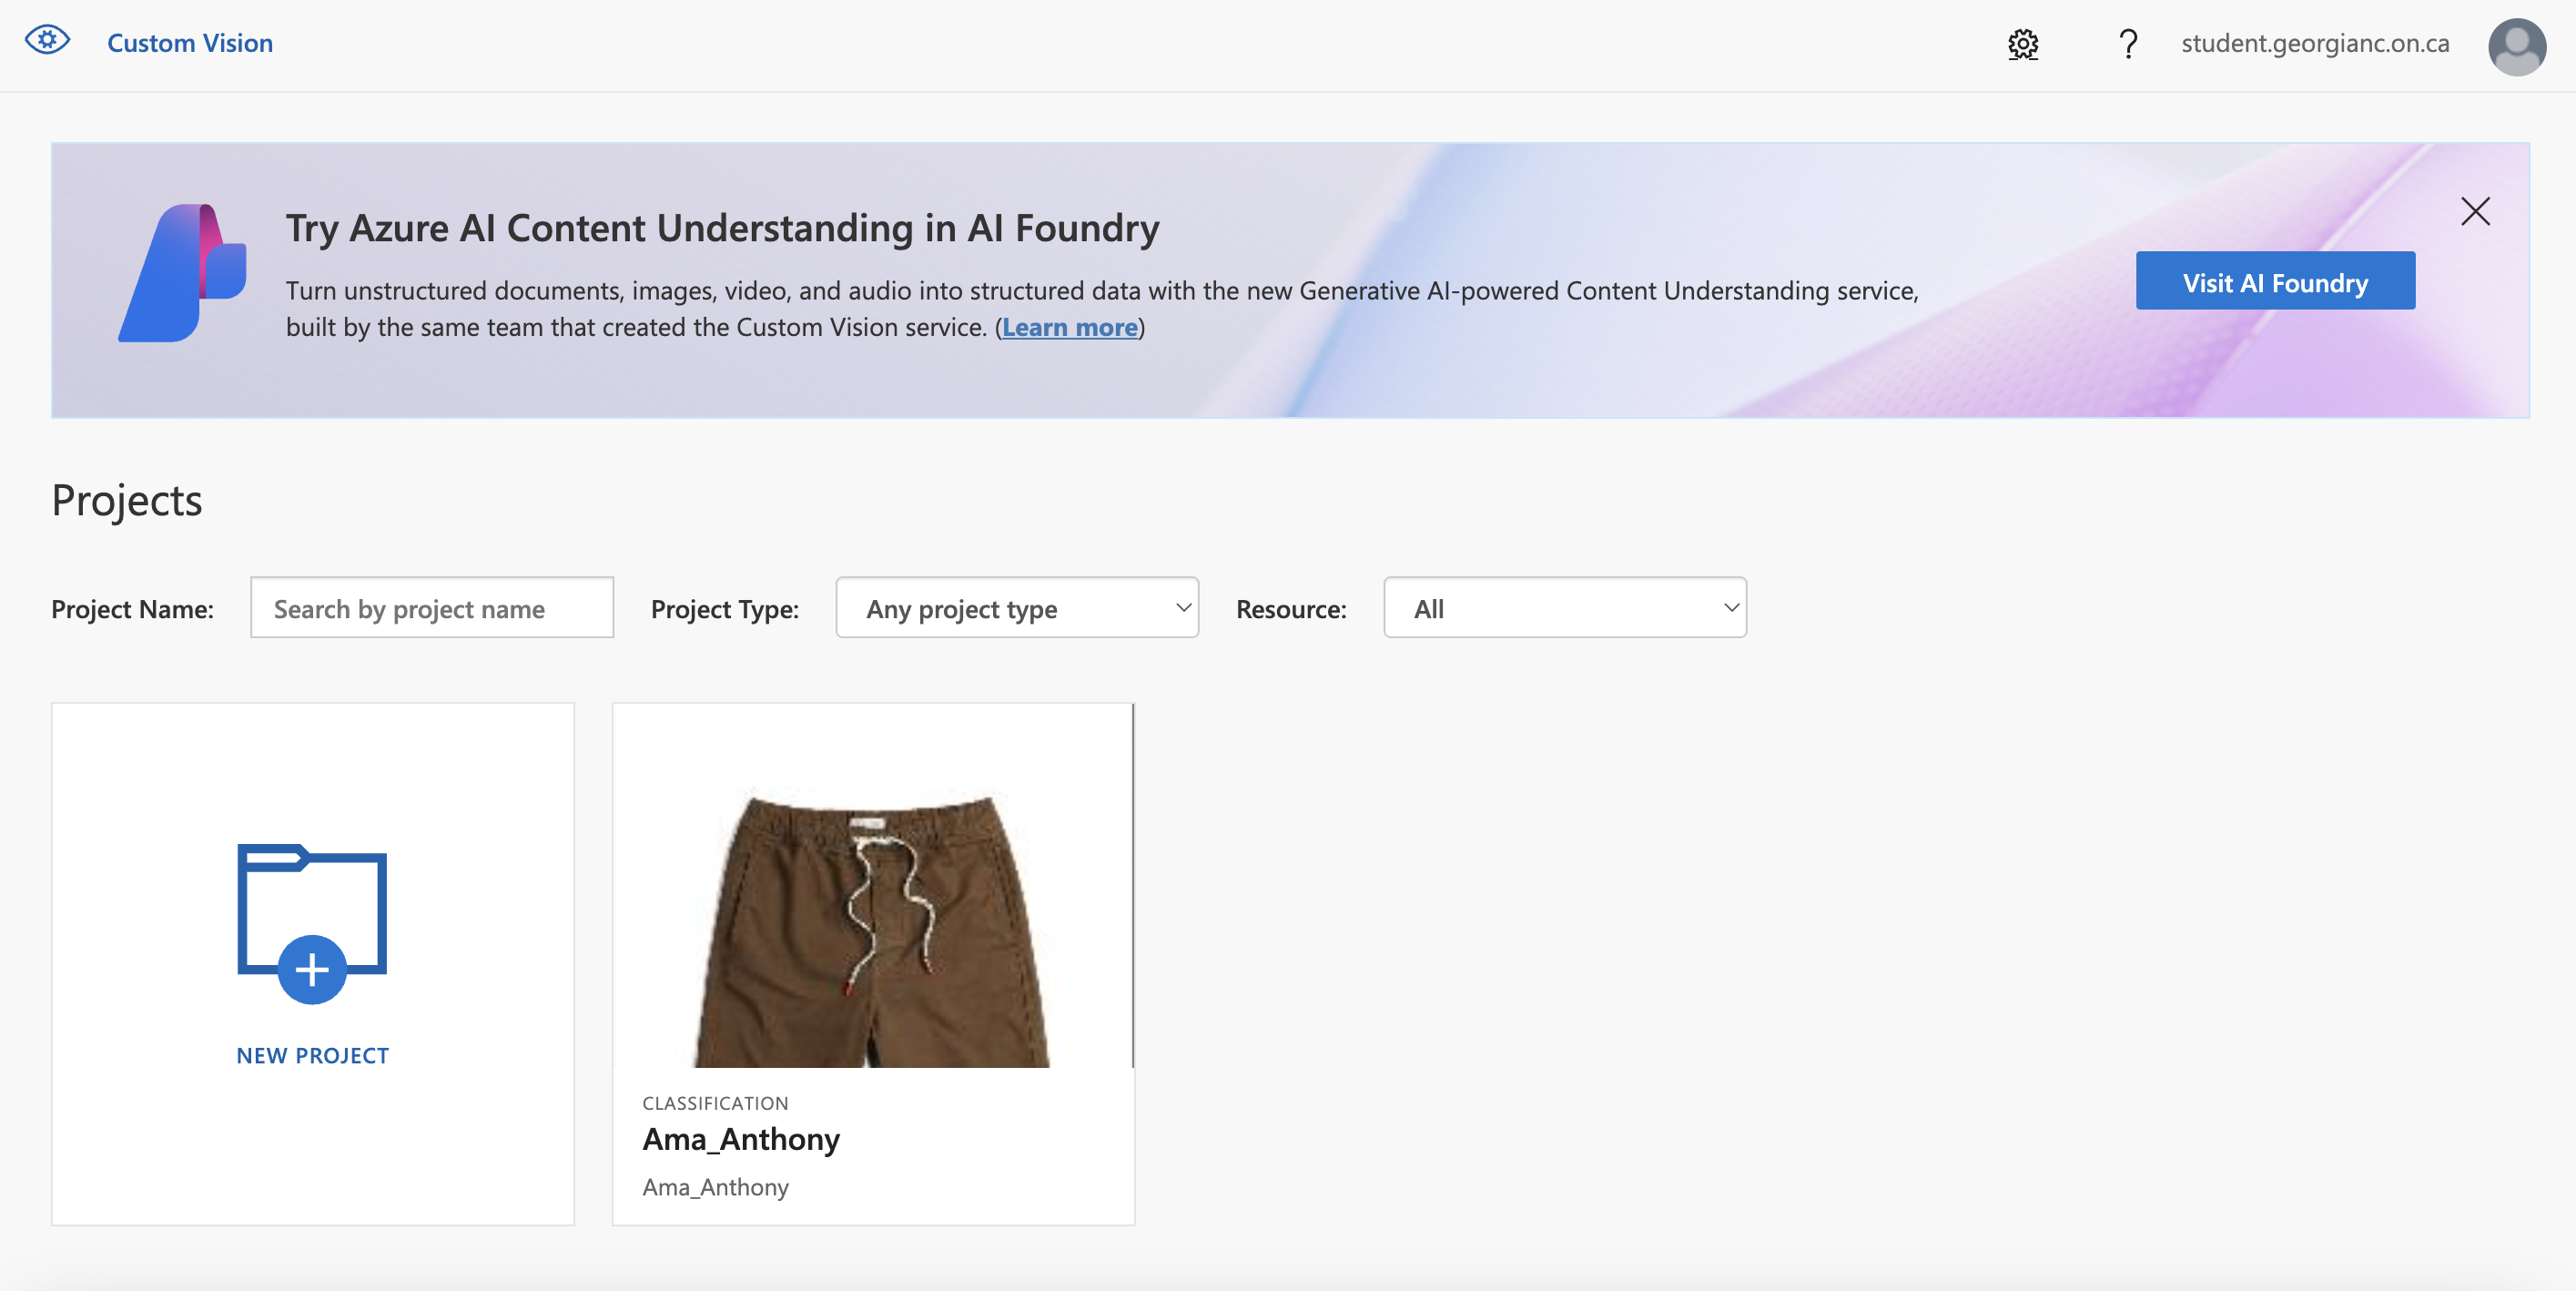 Custom Vision
? student.georgianc.on.ca
Try Azure AI Content Understanding in AI Foundry
Turn unstructured documents, images, video, and audio into structured data with the new Generative AI-powered Content Understanding service,
built by the same team that created the Custom Vision service. (Learn more)
Visit AI Foundry
Projects
Project Name: Search by project name Project Type: Any project type Resource: All
NEW PROJECT
CLASSIFICATION
Ama_Anthony
Ama_Anthony